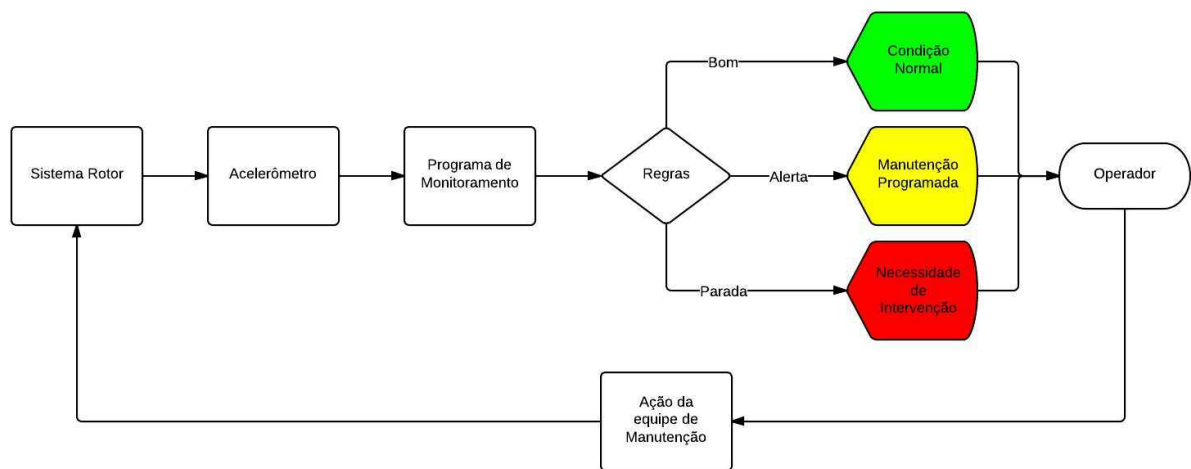 Sistema Rotor
Acelerômetro
Programa de
Monitoramento
Regras
Bom
Alerta
Parada
Condição
Normal
Manutenção
Programada
Necessidade
de
Intervenção
Operador
Ação da
equipe de
Manutenção